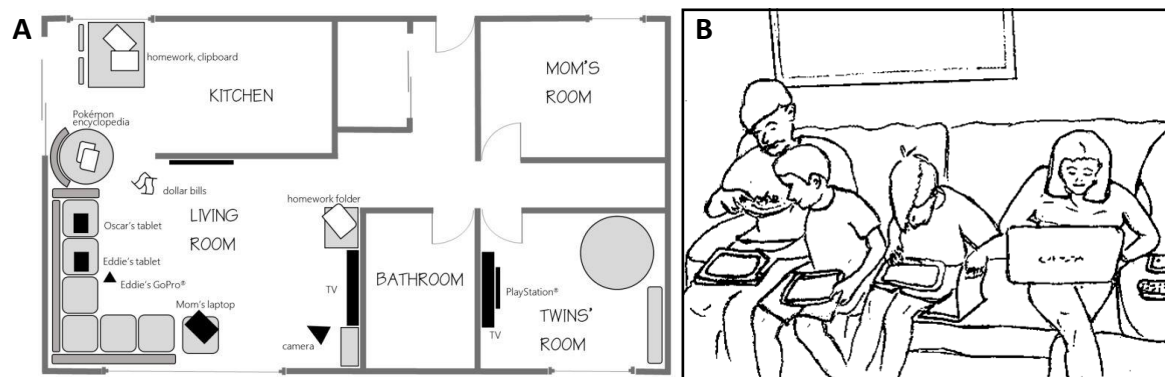 A
B
homework, clipboard
KITCHEN
MOM'S
ROOM
Pokémon
encyclopedia
dollar bills
homework folder
LIVING
ROOM
Oscar's tablet
Eddie's tablet
Eddie's GoPro®
Mom's laptop
TV
camera
BATHROOM
PlayStation®
TV
TWINS'
ROOM